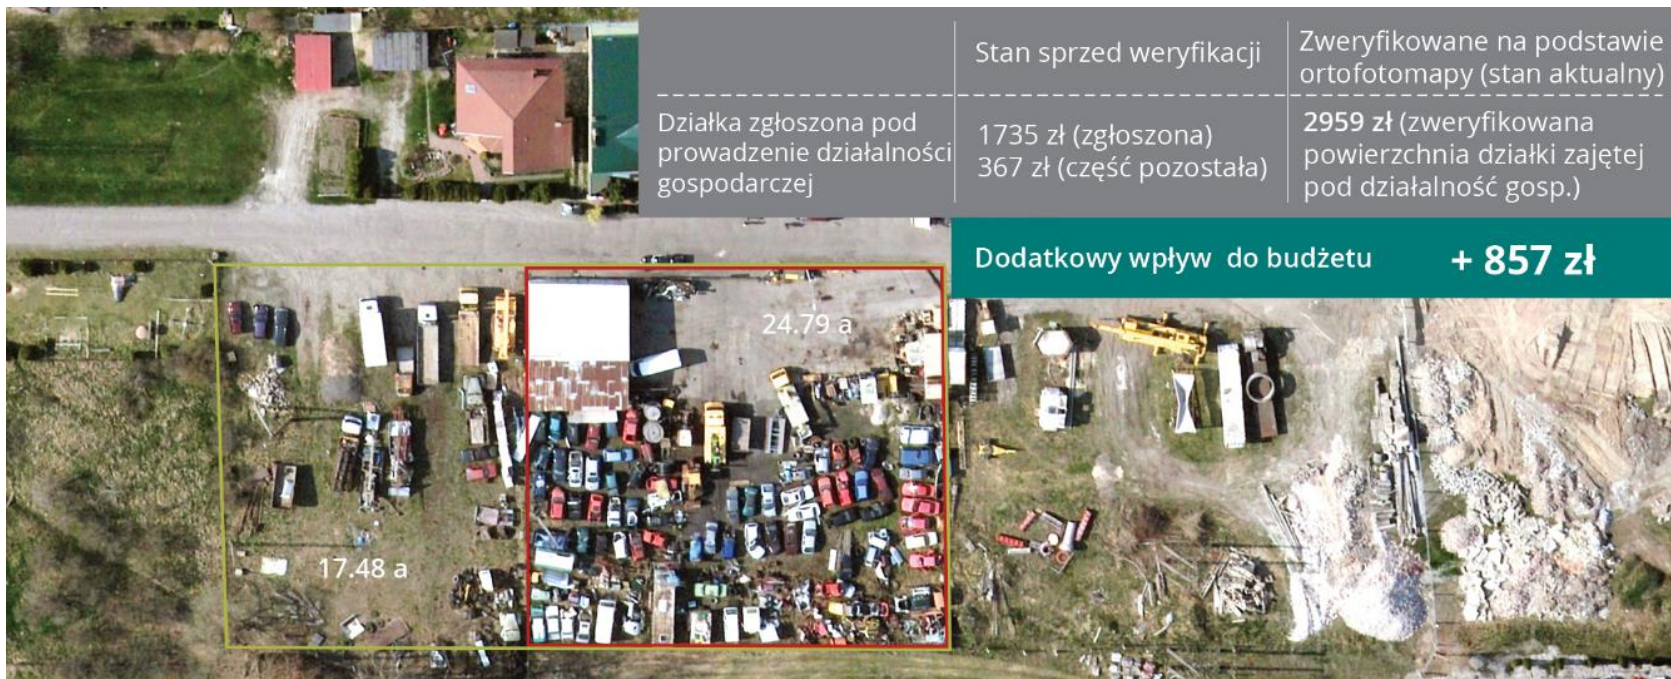 Stan sprzed weryfikacji
Zweryfikowane na podstawie
ortofotomapy (stan aktualny)
Działka zgłoszona pod
prowadzenie działalności
gospodarczej
1735 zł (zgłoszona)
367 zł (część pozostała)
2959 zł (zweryfikowana
powierzchnia działki zajętej
pod działalność gosp.)
Dodatkowy wpływ do budżetu
+ 857 zł
24.79 a
17.48 a